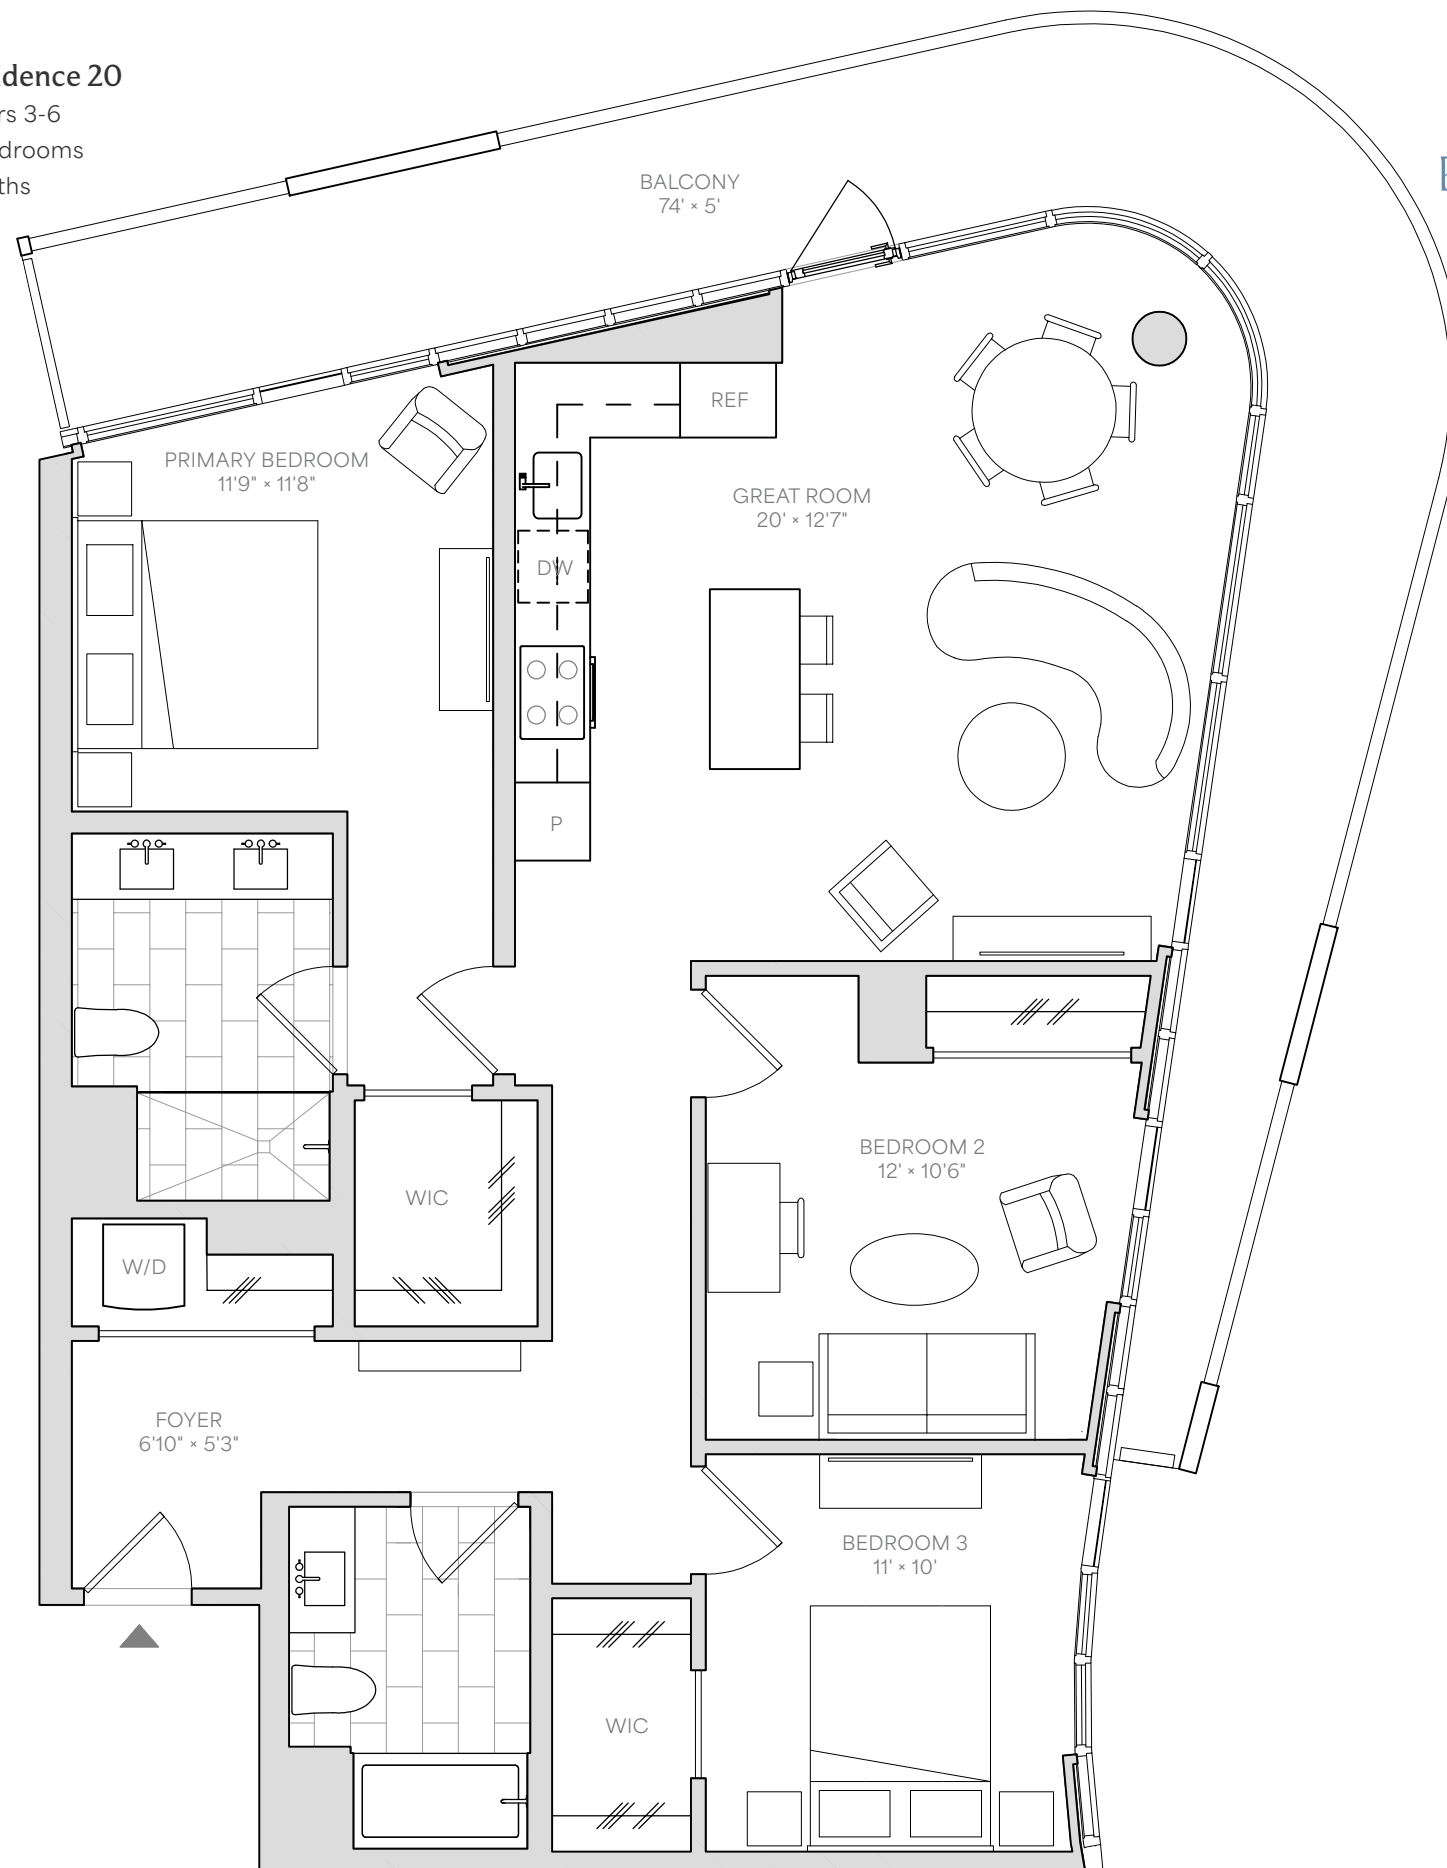 idence 20
rs 3-6
drooms
ths
BALCONY
74' × 5'
REF
PRIMARY BEDROOM
11'9" × 11'8"
GREAT ROOM
20' × 12'7"
DW
P
BEDROOM 2
12' × 10'6"
WIC
W/D
FOYER
6'10" × 5'3"
BEDROOM 3
11' × 10'
WIC